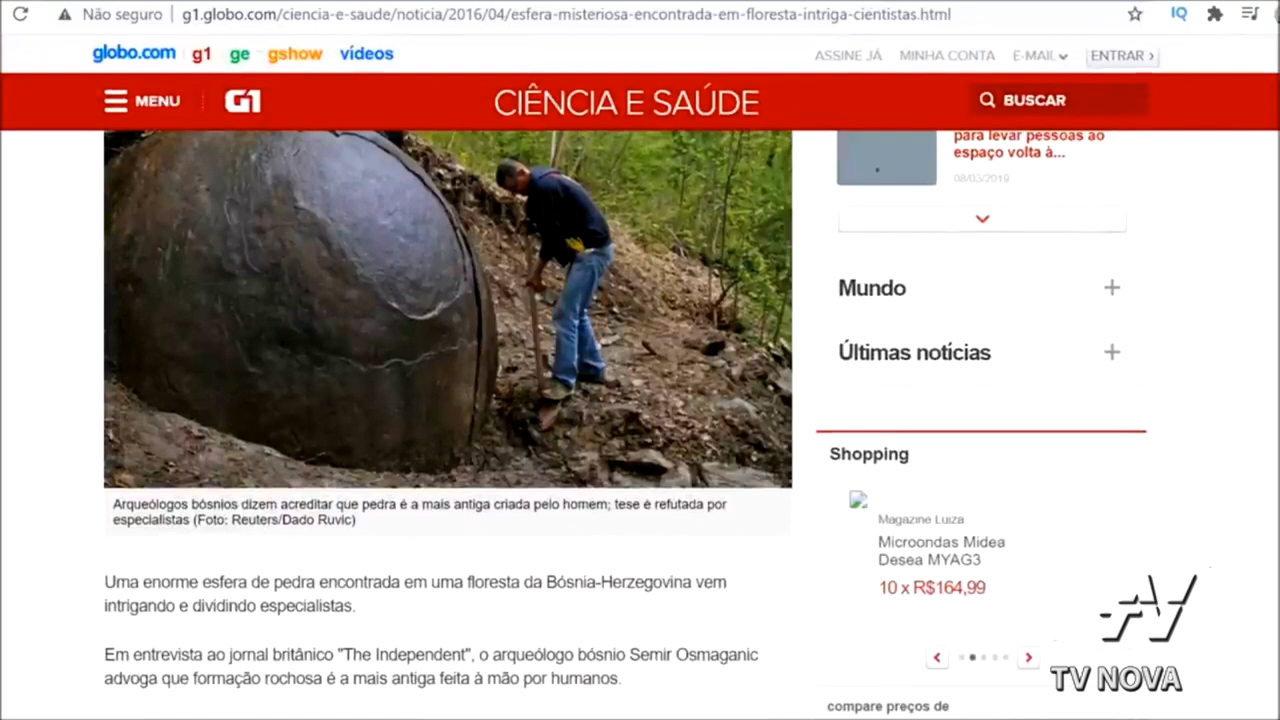 Não seguro
g1.globo.com/ciencia-e-saude/noticia/2016/04/esfera-misteriosa-encontrada-em-floresta-intriga-cientistas.html
IQ
globo.com g1 ge gshow vídeos
ASSINE JÁ MINHA CONTA E-MAIL ENTRAR ›
MENU G1 CIÊNCIA E SAÚDE BUSCAR
para levar pessoas ao
espaço volta à...
08/03/2019
Mundo +
Últimas notícias +
Arqueólogos bósnios dizem acreditar que pedra é a mais antiga criada pelo homem; tese é refutada por
especialistas (Foto: Reuters/Dado Ruvic)
Uma enorme esfera de pedra encontrada em uma floresta da Bósnia-Herzegovina vem
intrigando e dividindo especialistas.
Em entrevista ao jornal britânico "The Independent", o arqueólogo bósnio Semir Osmaganic
advoga que formação rochosa é a mais antiga feita à mão por humanos.
Shopping
Magazine Luiza
Microondas Midea
Desea MYAG3
10 x R$164,99
TV NOVA
compare preços de